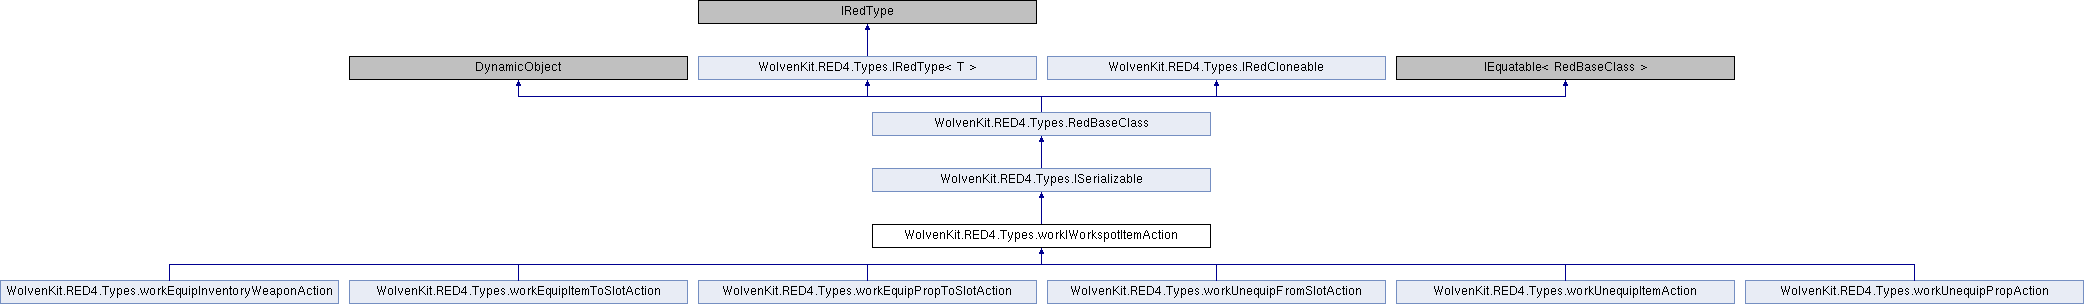 IRedType
DynamicObject
WolvenKit.RED4.Types.IRedType< T >
WolvenKit.RED4.Types.IRedCloneable
IEquatable< RedBaseClass >
WolvenKit.RED4.Types.RedBaseClass
WolvenKit.RED4.Types.ISerializable
WolvenKit.RED4.Types.workIWorkspotItemAction
WolvenKit.RED4.Types.workEquipInventoryWeaponAction
WolvenKit.RED4.Types.workEquipItemToSlotAction
WolvenKit.RED4.Types.workEquipPropToSlotAction
WolvenKit.RED4.Types.workUnequipFromSlotAction
WolvenKit.RED4.Types.workUnequipItemAction
WolvenKit.RED4.Types.workUnequipPropAction